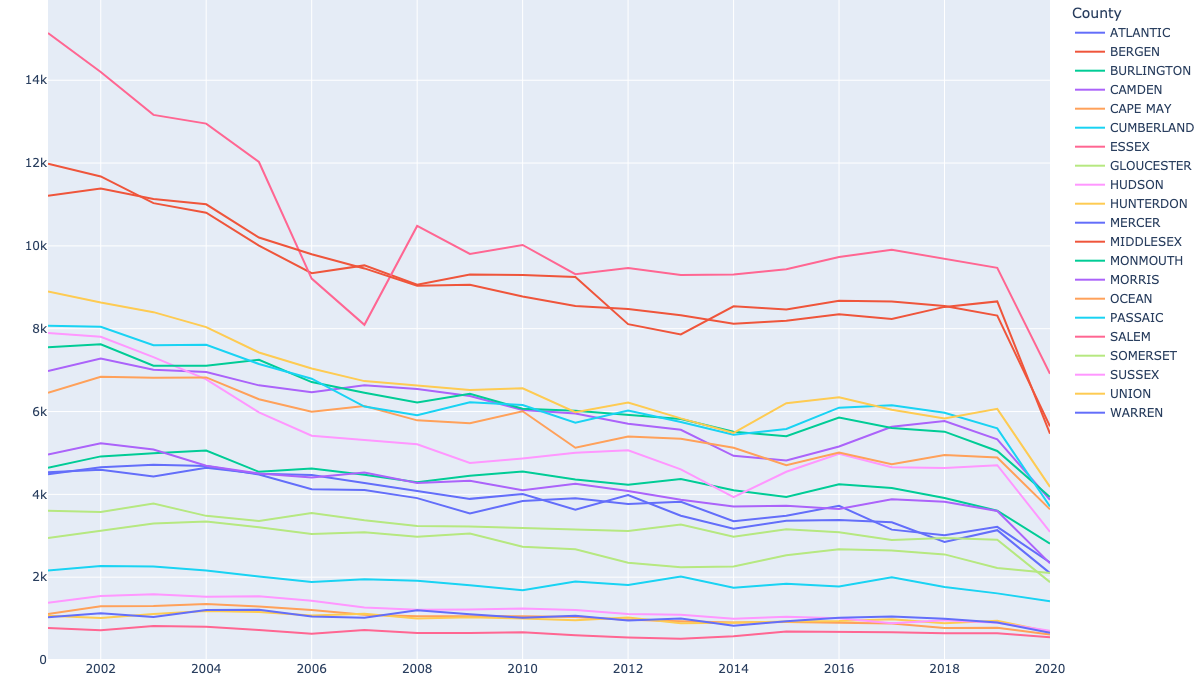 County
ATLANTIC
BERGEN
BURLINGTON
CAMDEN
CAPE MAY
CUMBERLAND
ESSEX
GLOUCESTER
HUDSON
HUNTERDON
MERCER
MIDDLESEX
MONMOUTH
MORRIS
OCEAN
PASSAIC
SALEM
SOMERSET
SUSSEX
UNION
WARREN
14k
12k
10k
8k
6k
4k
2k
0
2002 2004 2006 2008 2010 2012 2014 2016 2018 2020